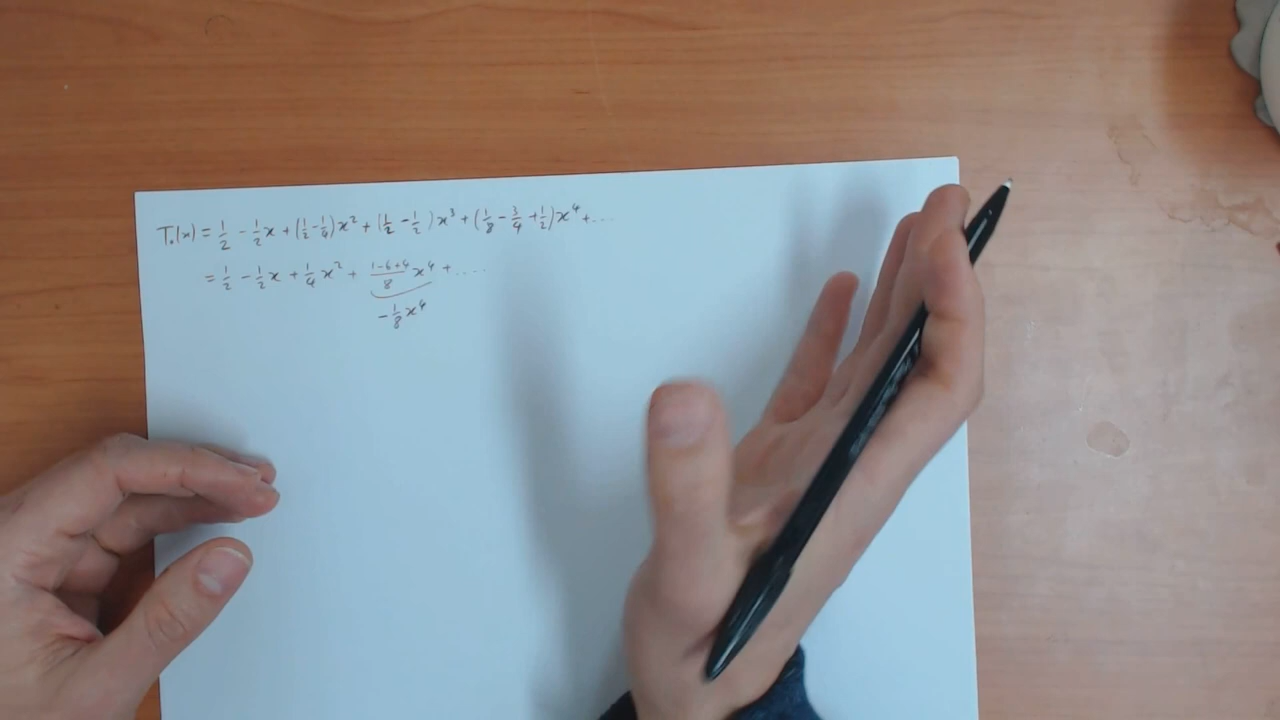 T₀(x) = 1/2 - 1/2 x + (1/2 - 1/4)x² + (1/2 - 1/2)x³ + (1/8 - 3/4 + 1/2)x⁴ + ...
= 1/2 - 1/2 x + 1/4 x² + (1-6+4)/8 x⁴ + ....
- 1/8 x⁴